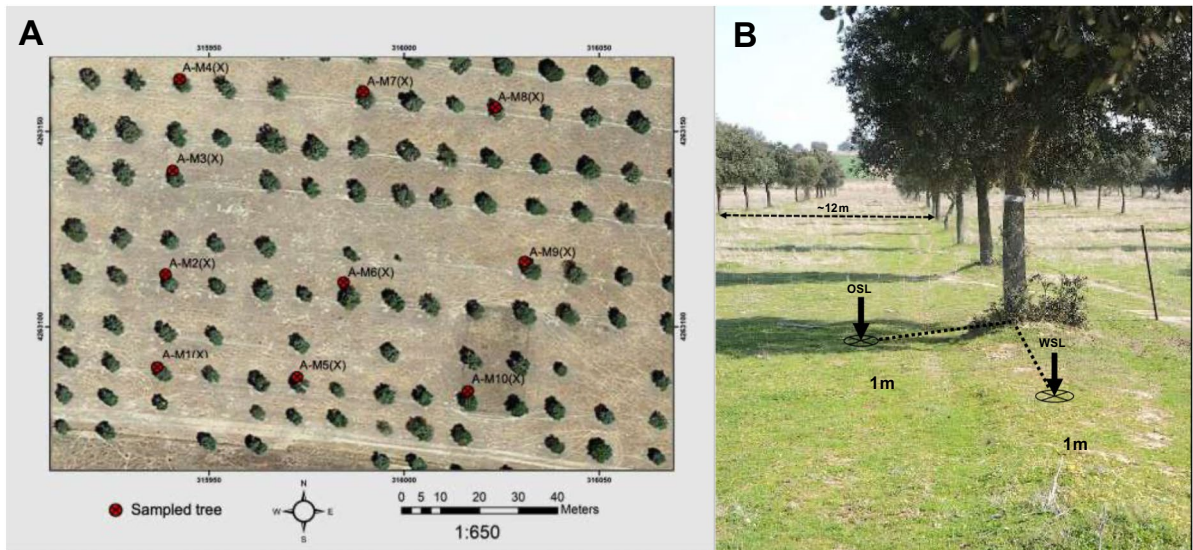 A
315950 316000 316050
A-M4(X)
A-M7(X)
A-M8(X)
4263150
4263150
A-M3(X)
A-M2(X)
A-M6(X)
A-M9(X)
4263100
4263100
A-M1(X)
A-M5(X)
A-M10(X)
315950 316000 316050
Sampled tree
N
W E
S
0 5 10 20 30 40
Meters
1:650
B
~12m
OSL
WSL
1m
1m